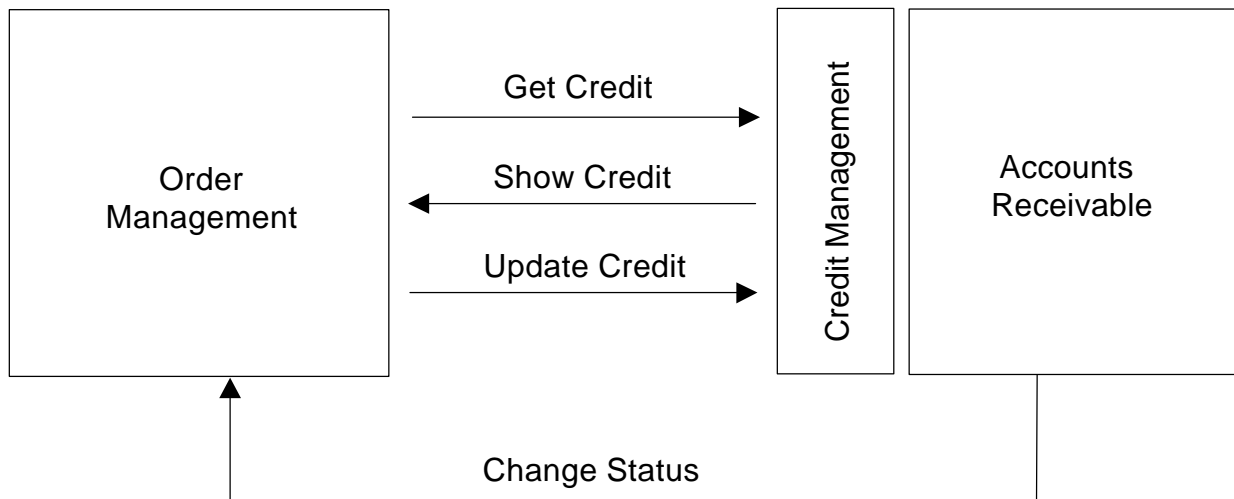 Order
Management
Get Credit
Show Credit
Update Credit
Credit Management
Accounts
Receivable
Change Status